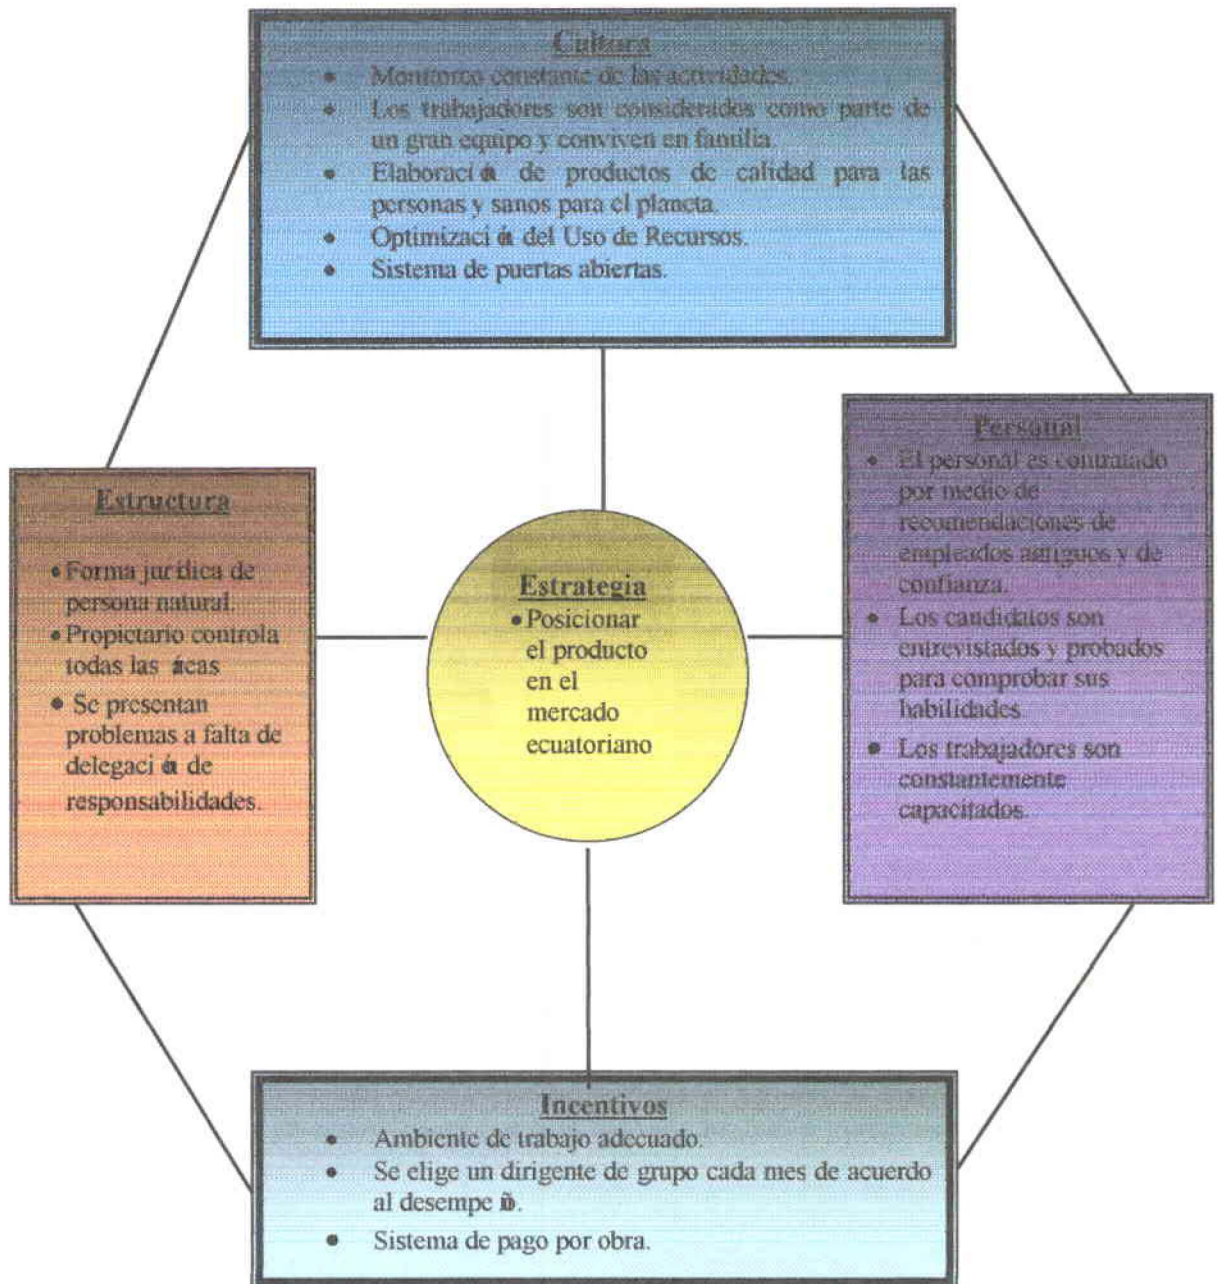 Cultura
• Monitoreo constante de las actividades.
• Los trabajadores son considerados como parte de
un gran equipo y conviven en familia.
• Elaboración de productos de calidad para las
personas y sanos para el planeta.
• Optimización del Uso de Recursos.
• Sistema de puertas abiertas.
Estructura
• Forma jurídica de
persona natural.
• Propietario controla
todas las áreas
• Se presentan
problemas a falta de
delegación de
responsabilidades.
Estrategia
• Posicionar
el producto
en el
mercado
ecuatoriano
Personal
• El personal es contratado
por medio de
recomendaciones de
empleados antiguos y de
confianza.
• Los candidatos son
entrevistados y probados
para comprobar sus
habilidades.
• Los trabajadores son
constantemente
capacitados.
Incentivos
• Ambiente de trabajo adecuado.
• Se elige un dirigente de grupo cada mes de acuerdo
al desempeño.
• Sistema de pago por obra.